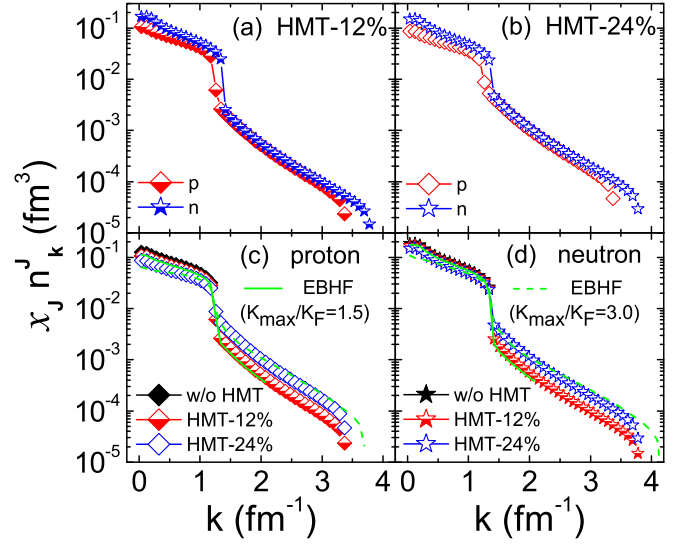 (a) HMT-12%
(b) HMT-24%
10⁻¹
10⁻²
10⁻³
10⁻⁴
10⁻⁵
p
n
p
n
x_J n^J_k (fm³)
(c) proton
EBHF
(K_max/K_F=1.5)
w/o HMT
HMT-12%
HMT-24%
(d) neutron
EBHF
(K_max/K_F=3.0)
w/o HMT
HMT-12%
HMT-24%
10⁻¹
10⁻²
10⁻³
10⁻⁴
10⁻⁵
0 1 2 3
0 1 2 3 4
k (fm⁻¹)
k (fm⁻¹)